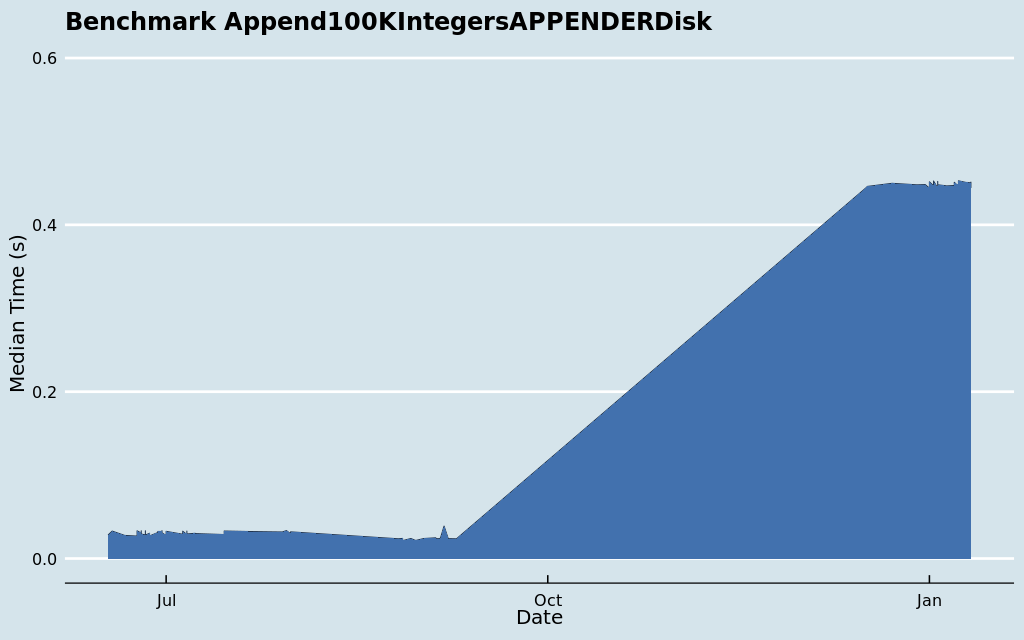 Benchmark Append100KIntegersAPPENDERDisk
0.6
0.4
0.2
0.0
Median Time (s)
Jul Oct Jan
Date